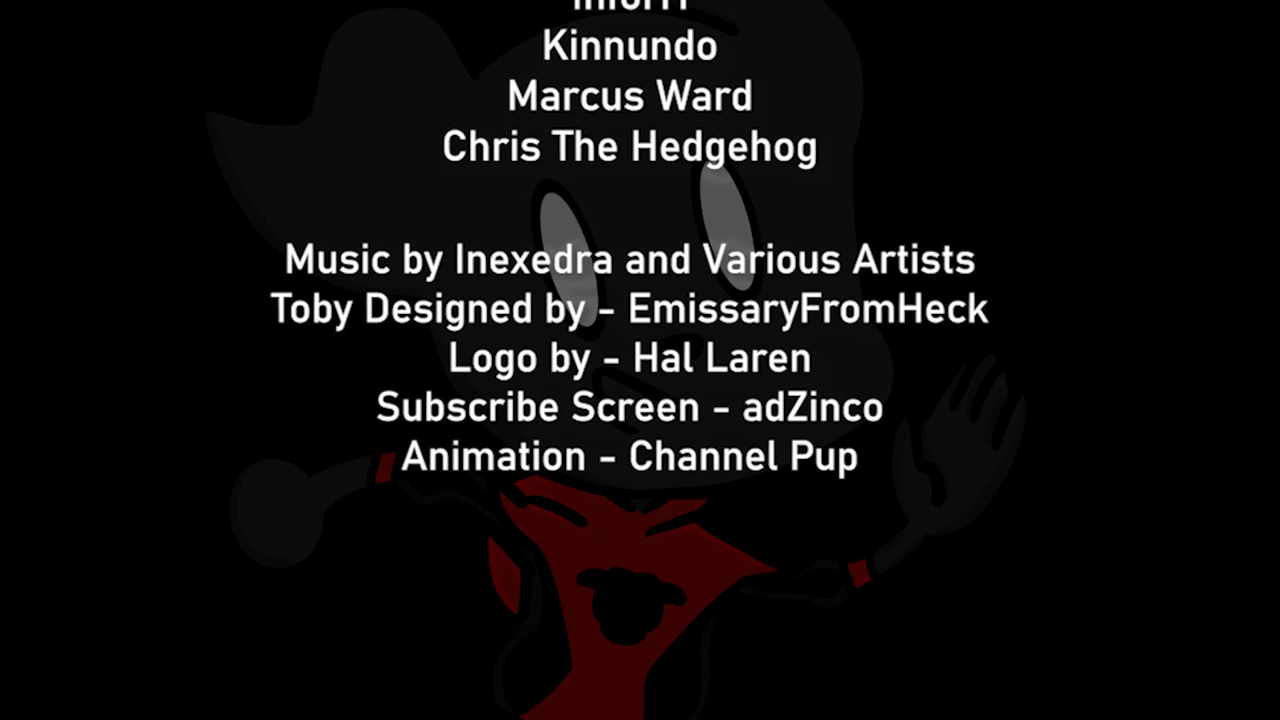 Kinnundo
Marcus Ward
Chris The Hedgehog
Music by Inexedra and Various Artists
Toby Designed by - EmissaryFromHeck
Logo by - Hal Laren
Subscribe Screen - adZinco
Animation - Channel Pup